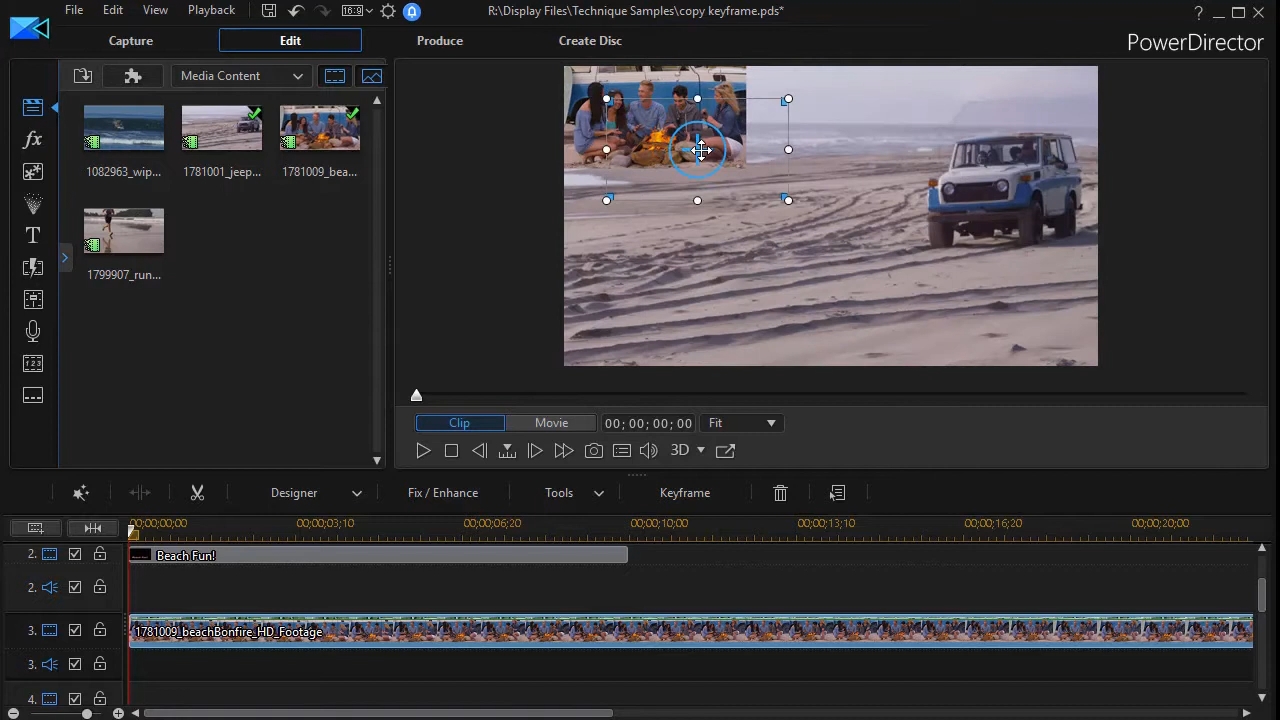 File Edit View Playback 16:9 R:\Display Files\Technique Samples\copy keyframe.pds*
?
Capture Edit Produce Create Disc PowerDirector
Media Content
fx
1082963_wip... 1781001_jeep... 1781009_bea...
T
1799907_run...
Clip Movie 00; 00; 00; 00 Fit
3D
Designer Fix / Enhance Tools Keyframe
00;00;00;00 00;00;03;10 00;00;06;20 00;00;10;00 00;00;13;10 00;00;16;20 00;00;20;00
2. Beach Fun!
2.
3. 1781009_beachBonfire_HD_Footage
3.
4.